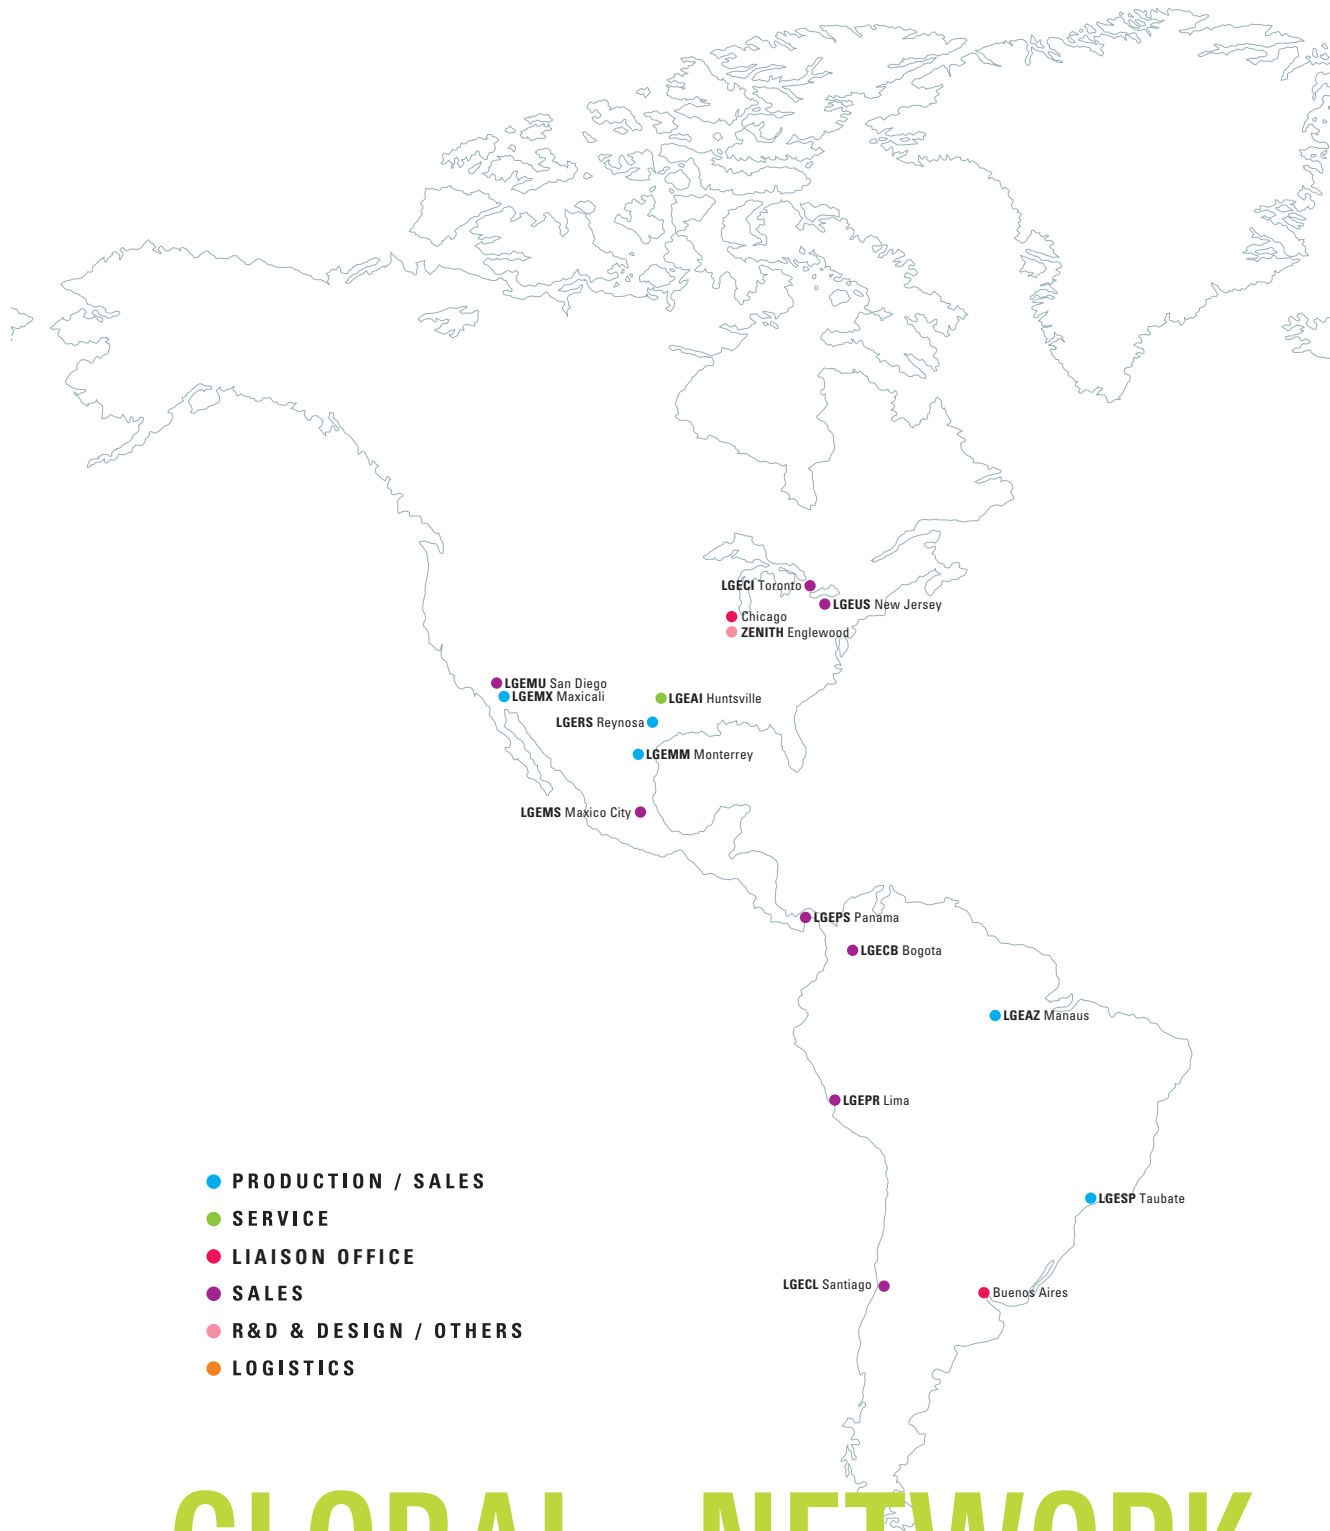 LGECI Toronto
LGEUS New Jersey
Chicago
ZENITH Englewood
LGEMU San Diego
LGEMX Maxicali
LGEAI Huntsville
LGERS Reynosa
LGEMM Monterrey
LGEMS Maxico City
LGEPS Panama
LGECB Bogota
LGEAZ Manaus
LGEPR Lima
PRODUCTION / SALES
SERVICE
LIAISON OFFICE
SALES
R&D & DESIGN / OTHERS
LOGISTICS
LGESP Taubate
LGECL Santiago
Buenos Aires
GLOBAL NETWORK